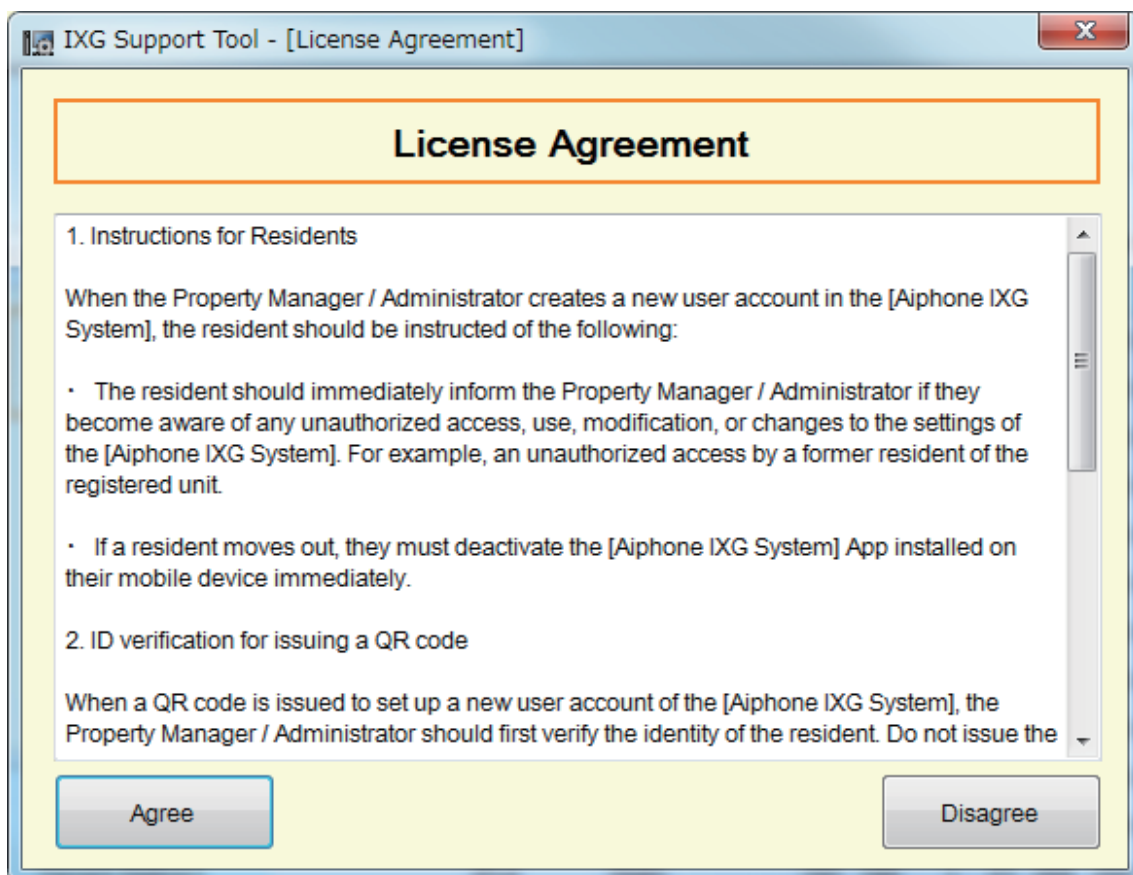 IXG Support Tool - [License Agreement]
License Agreement
1. Instructions for Residents
When the Property Manager / Administrator creates a new user account in the [Aiphone IXG
System], the resident should be instructed of the following:
・ The resident should immediately inform the Property Manager / Administrator if they
become aware of any unauthorized access, use, modification, or changes to the settings of
the [Aiphone IXG System]. For example, an unauthorized access by a former resident of the
registered unit.
・ If a resident moves out, they must deactivate the [Aiphone IXG System] App installed on
their mobile device immediately.
2. ID verification for issuing a QR code
When a QR code is issued to set up a new user account of the [Aiphone IXG System], the
Property Manager / Administrator should first verify the identity of the resident. Do not issue the
Agree
Disagree